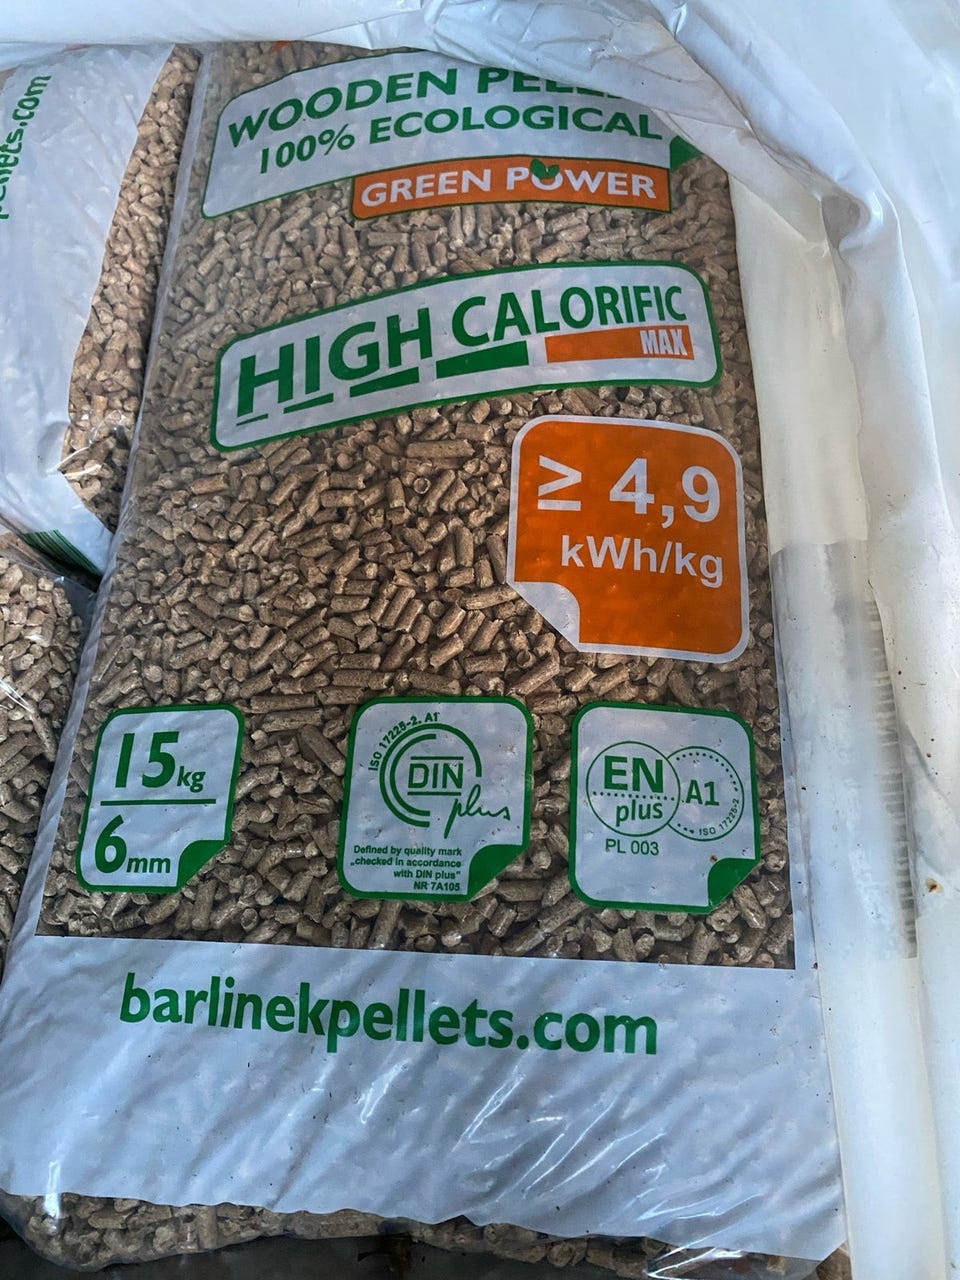 pellets.com
WOODEN
100% ECOLOGICAL
GREEN POWER
HIGH CALORIFIC
MAX
≥ 4,9
kWh/kg
15kg
6mm
ISO 17225-2, A1
DIN
plus
Defined by quality mark
„checked in accordance
with DIN plus"
NR 7A105
EN
plus
A1
ISO 17225-2
PL 003
barlinekpellets.com